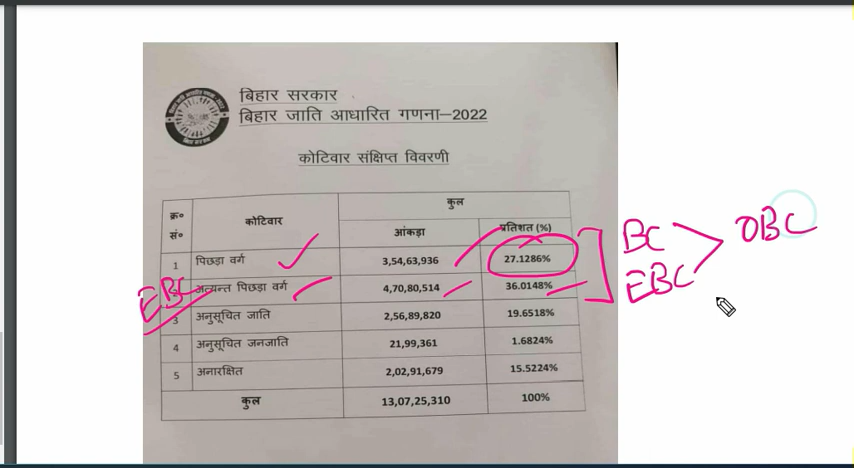 बिहार सरकार
बिहार जाति आधारित गणना–2022
कोटिवार संक्षिप्त विवरणी
क्र० सं० कोटिवार कुल
आंकड़ा प्रतिशत (%)
1 पिछड़ा वर्ग 3,54,63,936 27.1286%
अत्यन्त पिछड़ा वर्ग 4,70,80,514 36.0148%
3 अनुसूचित जाति 2,56,89,820 19.6518%
4 अनुसूचित जनजाति 21,99,361 1.6824%
5 अनारक्षित 2,02,91,679 15.5224%
कुल 13,07,25,310 100%
EBC
BC
EBC
OBC